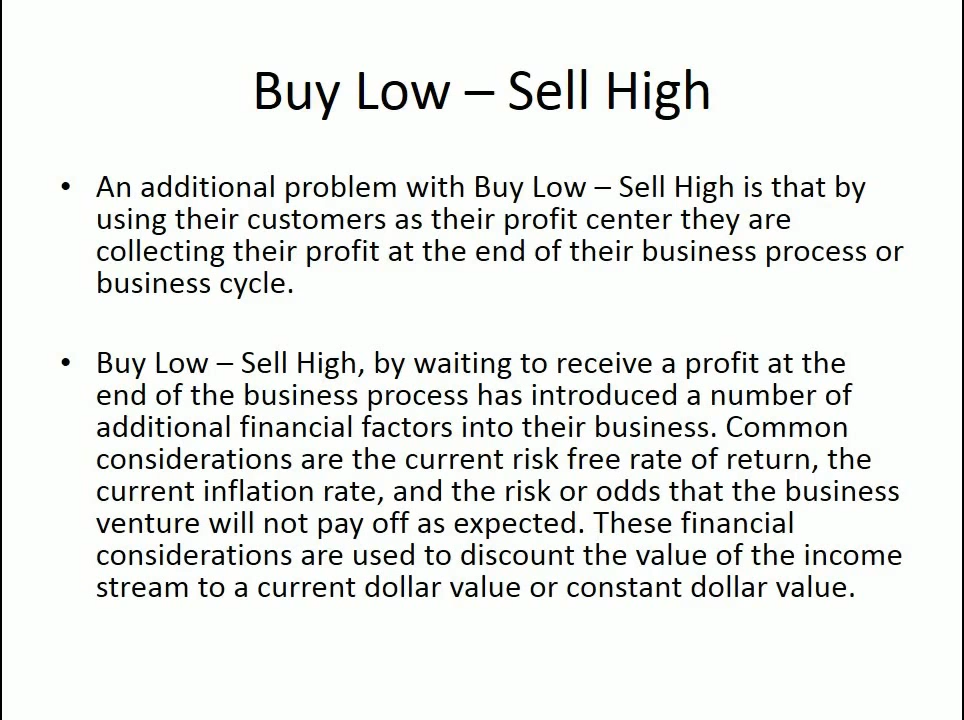 Buy Low – Sell High
• An additional problem with Buy Low – Sell High is that by
using their customers as their profit center they are
collecting their profit at the end of their business process or
business cycle.
• Buy Low – Sell High, by waiting to receive a profit at the
end of the business process has introduced a number of
additional financial factors into their business. Common
considerations are the current risk free rate of return, the
current inflation rate, and the risk or odds that the business
venture will not pay off as expected. These financial
considerations are used to discount the value of the income
stream to a current dollar value or constant dollar value.